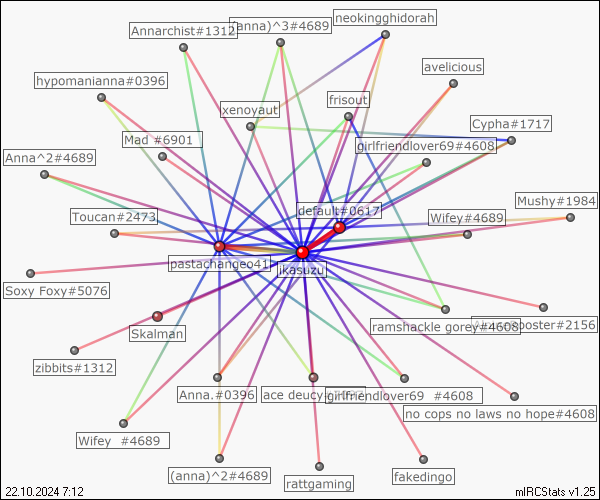 neokingghidorah
Annarchist#1312
(anna)^3#4689
avelicious
hypomanianna#0396
frisout
xenoyaut
Cypha#1717
Mad #6901
girlfriendlover69#4608
Anna^2#4689
Mushy#1984
default#0617
Toucan#2473
Wifey#4689
pastachangeo41
jkasuzu
Soxy Foxy#5076
ramshackle gorey#4608
poster#2156
Skalman
zibbits#1312
Anna.#0396
ace deucy
girlfriendlover69 #4608
no cops no laws no hope#4608
Wifey #4689
(anna)^2#4689
rattgaming
fakedingo
22.10.2024 7:12
mIRCStats v1.25